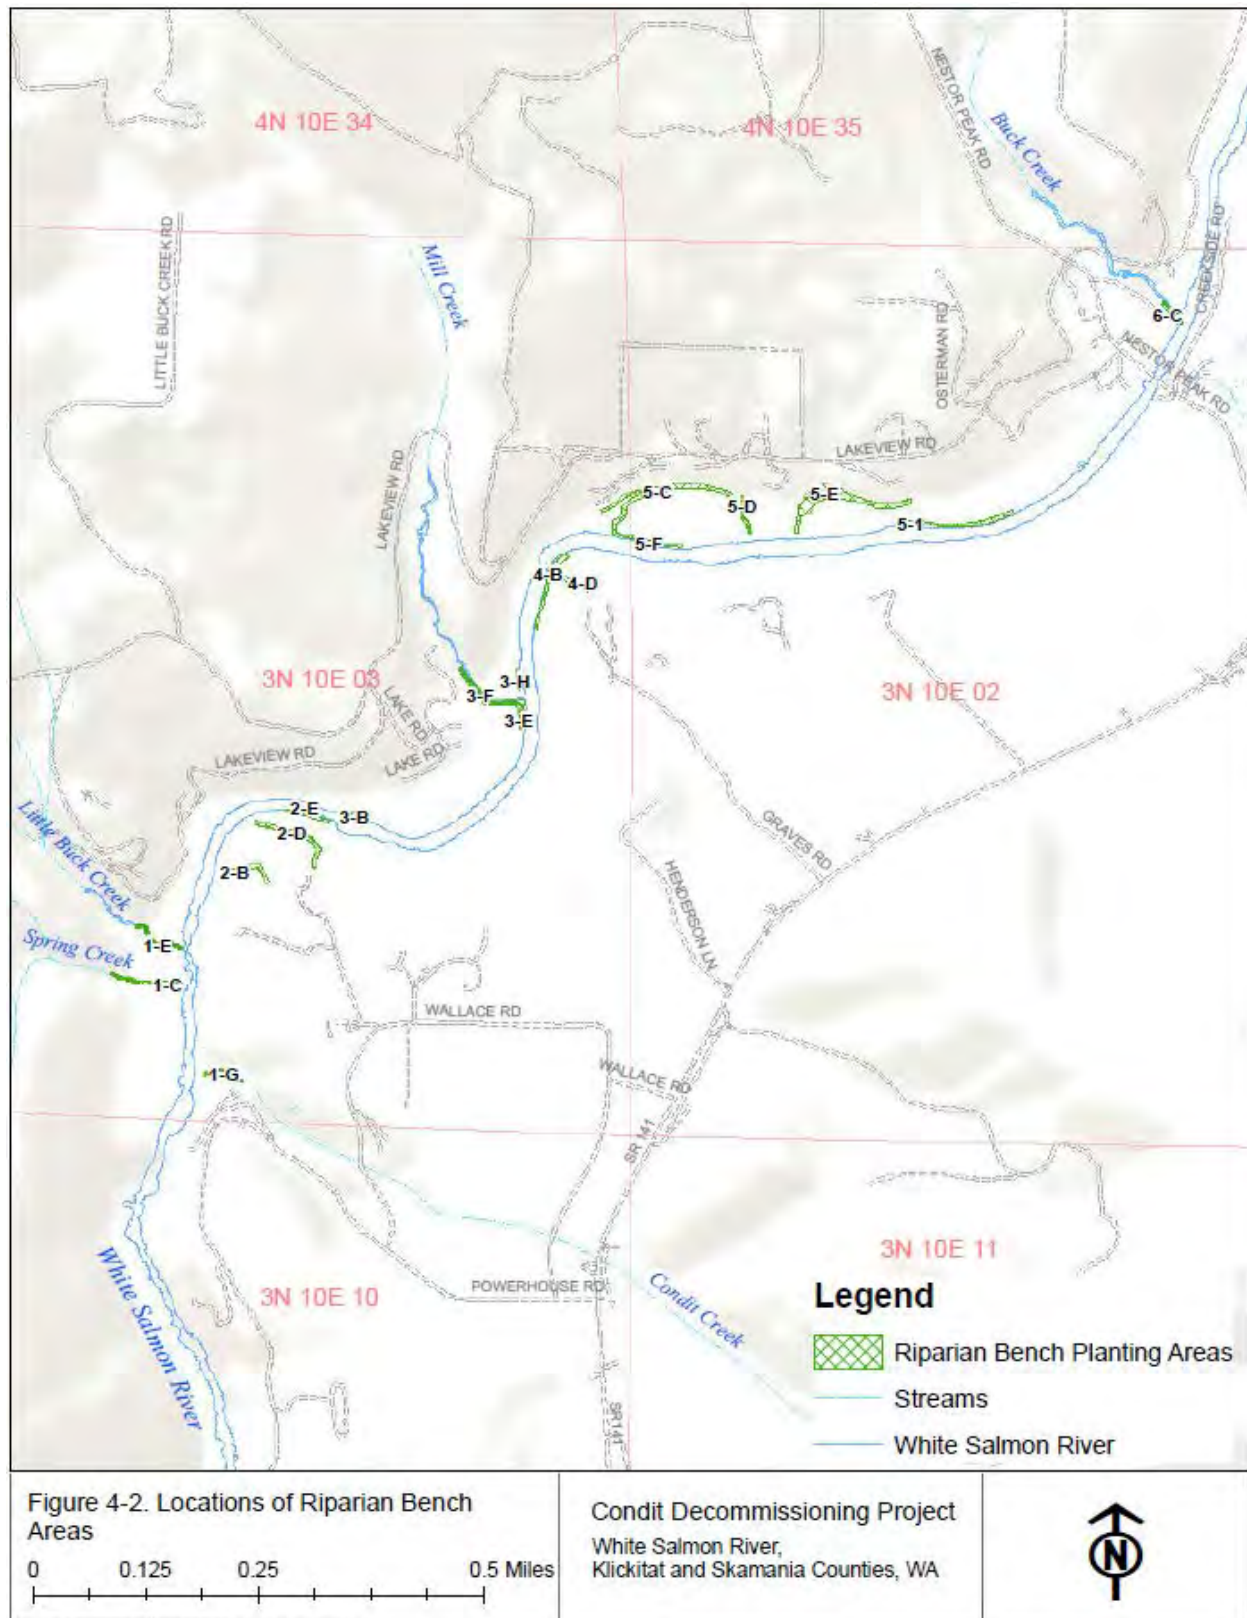 NESTOR PEAK RD
4N 10E 34
4N 10E 35
Buck Creek
CREEKSIDE RD
LITTLE BUCK CREEK RD
Mill Creek
6-C
OSTERMAN RD
NESTOR PEAK RD
LAKEVIEW RD
LAKEVIEW RD
5-C
5-D
5-E
5-1
5-F
4-B
4-D
3N 10E 03
3-H
3-F
3-E
3N 10E 02
LAKE RD
LAKEVIEW RD
LAKE RD
Little Buck Creek
2-E
3-B
2-D
GRAVES RD
2-B
HENDERSON LN
Spring Creek
1-E
1-C
WALLACE RD
1-G
WALLACE RD
SR 141
3N 10E 11
White Salmon River
3N 10E 10
POWERHOUSE RD
Condit Creek
SR141
Legend
Riparian Bench Planting Areas
Streams
White Salmon River
Figure 4-2. Locations of Riparian Bench
Areas
0 0.125 0.25 0.5 Miles
Condit Decommissioning Project
White Salmon River,
Klickitat and Skamania Counties, WA
N